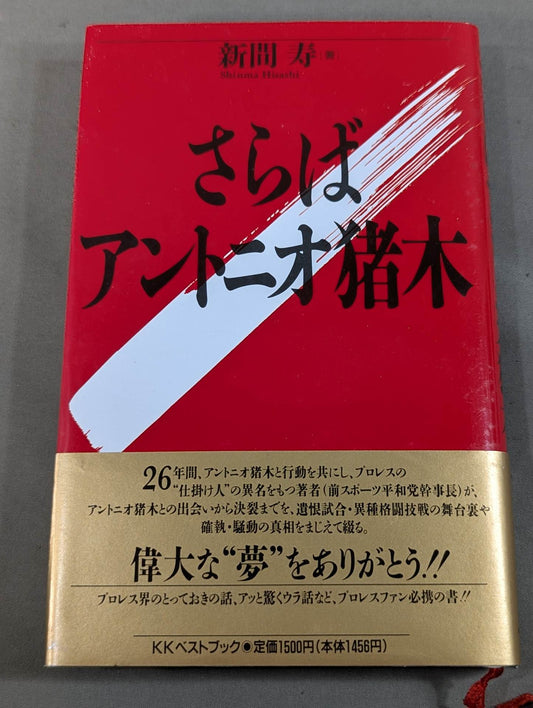 新間 寿 著
Shinma Hisashi
さらば
アントニオ猪木
26年間、アントニオ猪木と行動を共にし、プロレスの
“仕掛け人”の異名をもつ著者(前スポーツ平和党幹事長)が、
アントニオ猪木との出会いから決裂までを、遺恨試合・異種格闘技戦の舞台裏や
確執・騒動の真相をまじえて綴る。
偉大な“夢”をありがとう!!
プロレス界のとっておきの話、アッと驚くウラ話など、プロレスファン必携の書!!
KKベストブック◉定価1500円(本体1456円)